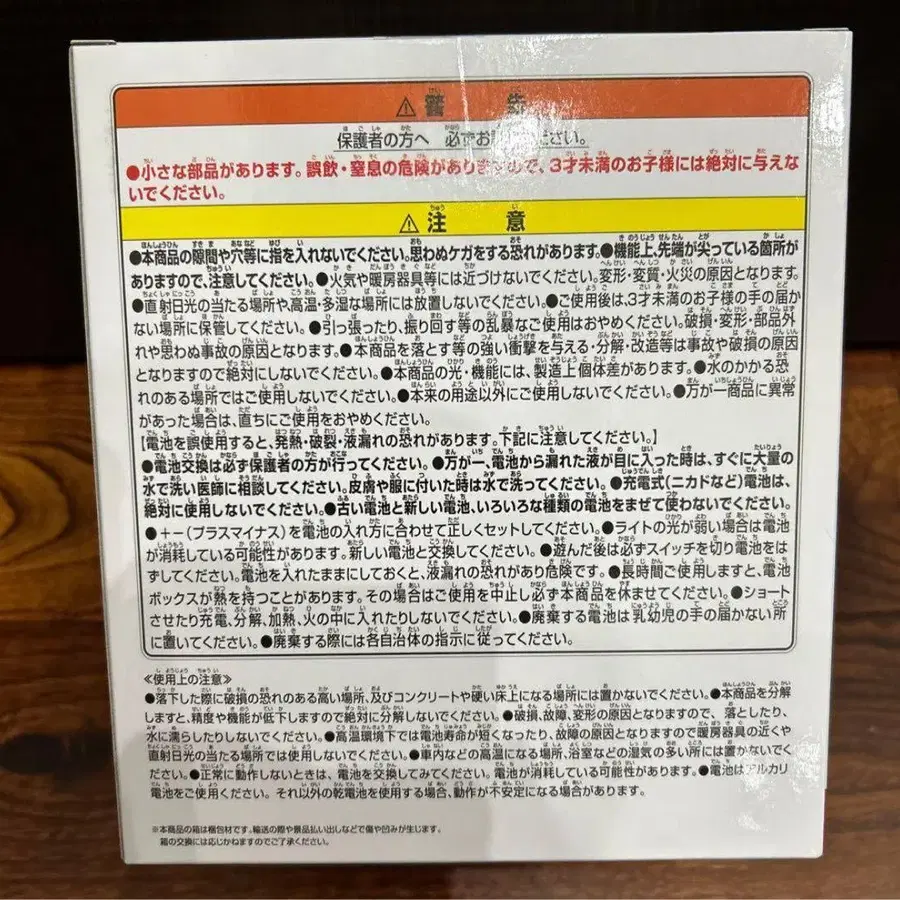 ⚠ 警 告
保護者の方へ 必ずお読みください。
●小さな部品があります。誤飲・窒息の危険がありますので、3才未満のお子様には絶対に与えな
いでください。
⚠ 注 意
●本商品の隙間や穴等に指を入れないでください。思わぬケガをする恐れがあります。●機能上、先端が尖っている箇所が
ありますので、注意してください。●火気や暖房器具等には近づけないでください。変形・変質・火災の原因となります。
●直射日光の当たる場所や、高温・多湿な場所には放置しないでください。●ご使用後は、3才未満のお子様の手の届か
ない場所に保管してください。●引っ張ったり、振り回す等の乱暴なご使用はおやめください。破損・変形・部品外
れや思わぬ事故の原因となります。●本商品を落とす等の強い衝撃を与える・分解・改造等は事故や破損の原因
となりますので絶対にしないでください。●本商品の光・機能には、製造上個体差があります。●水のかかる恐
れのある場所ではご使用しないでください。●本来の用途以外にご使用しないでください。●万が一商品に異常
があった場合は、直ちにご使用をおやめください。
【電池を誤使用すると、発熱・破裂・液漏れの恐れがあります。下記に注意してください。】
●電池交換は必ず保護者の方が行ってください。●万が一、電池から漏れた液が目に入った時は、すぐに大量の
水で洗い医師に相談してください。皮膚や服に付いた時は水で洗ってください。●充電式(ニカドなど)電池は、
絶対に使用しないでください。●古い電池と新しい電池、いろいろな種類の電池をまぜて使わないでください。
●+−(プラスマイナス)を電池の入れ方に合わせて正しくセットしてください。●ライトの光が弱い場合は電池
が消耗している可能性があります。新しい電池と交換してください。●遊んだ後は必ずスイッチを切り電池をは
ずしてください。電池を入れたままにしておくと、液漏れの恐れがあり危険です。●長時間ご使用しますと、電池
ボックスが熱を持つことがあります。その場合はご使用を中止し必ず本商品を休ませてください。●ショート
させたり充電、分解、加熱、火の中に入れたりしないでください。●廃棄する電池は乳幼児の手の届かない所
に置いてください。●廃棄する際には各自治体の指示に従ってください。
≪使用上の注意≫
●落下した際に破損の恐れのある高い場所、及びコンクリートや硬い床上になる場所には置かないでください。●本商品を分解
しますと、精度や機能が低下しますので絶対に分解しないでください。●破損、故障、変形の原因となりますので、落としたり、
水に濡らしたりしないでください。●高温環境下では電池寿命が短くなったり、故障の原因となりますので暖房器具の近くや
直射日光の当たる場所では使用しないでください。●車内などの高温になる場所、浴室などの湿気の多い所には置かないでくだ
さい。●正常に動作しないときは、電池を交換してみてください。電池が消耗している可能性があります。●電池はアルカリ
電池をご使用ください。それ以外の乾電池を使用する場合、動作が不安定になる場合があります。
※本商品の箱は梱包材です。輸送の際や景品払い出しなどで傷や凹みが生じます。
箱の交換には応じかねますのでご了承ください。